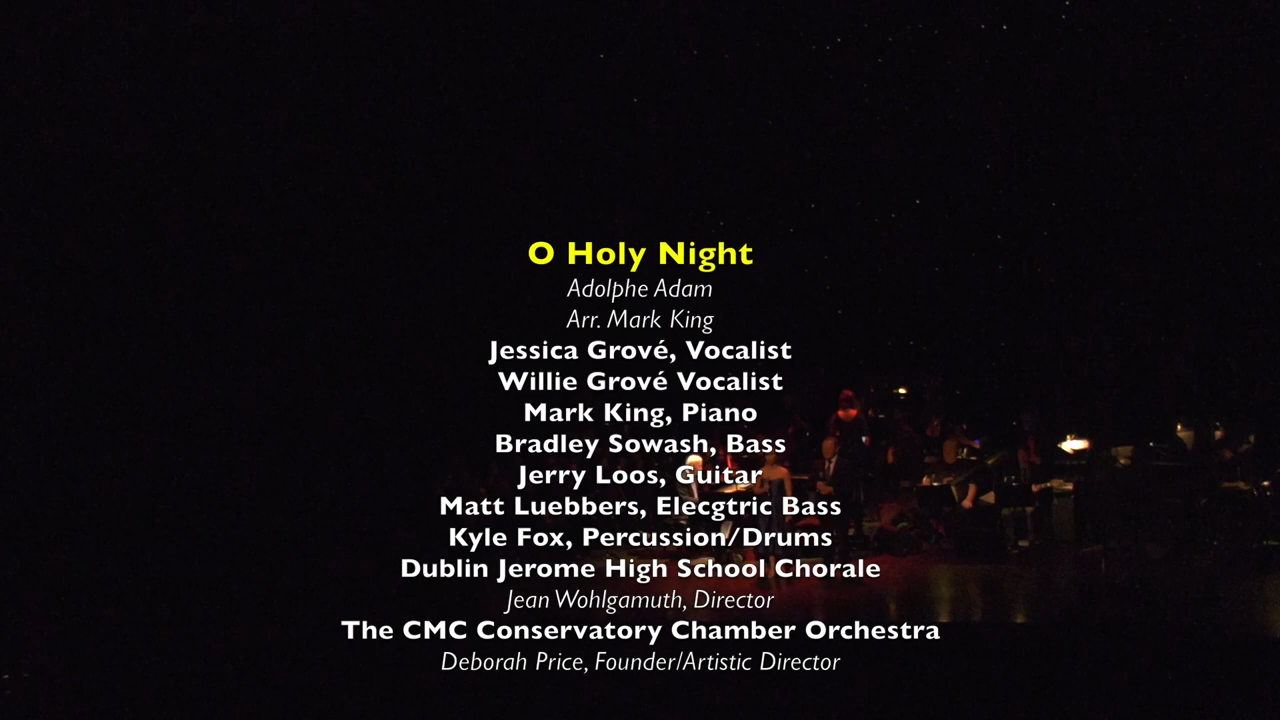 O Holy Night
Adolphe Adam
Arr. Mark King
Jessica Grové, Vocalist
Willie Grové Vocalist
Mark King, Piano
Bradley Sowash, Bass
Jerry Loos, Guitar
Matt Luebbers, Elecgtric Bass
Kyle Fox, Percussion/Drums
Dublin Jerome High School Chorale
Jean Wohlgamuth, Director
The CMC Conservatory Chamber Orchestra
Deborah Price, Founder/Artistic Director